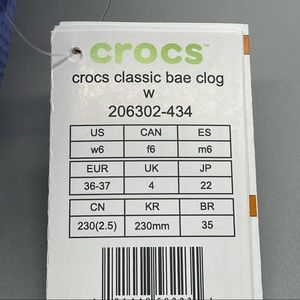 crocs™
crocs classic bae clog
w
206302-434
US CAN ES
w6 f6 m6
EUR UK JP
36-37 4 22
CN KR BR
230(2.5) 230mm 35